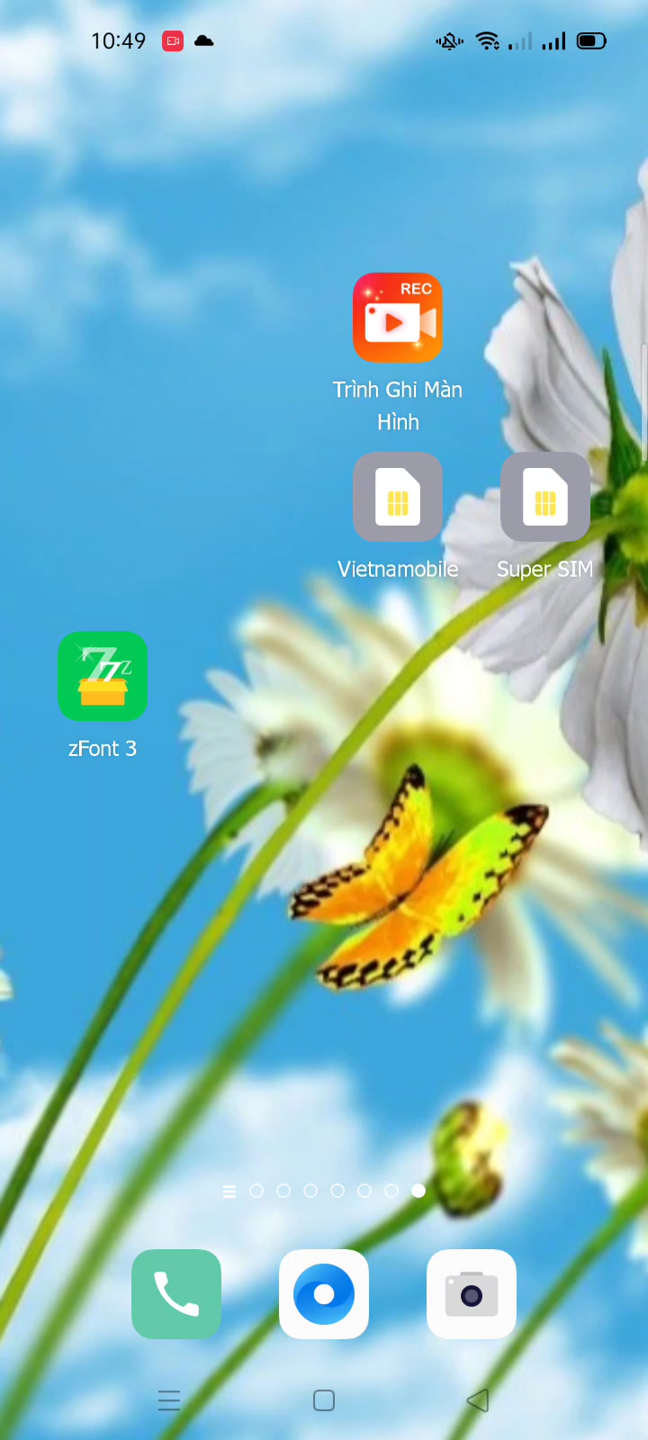 10:49
REC
Trình Ghi Màn
Hình
Vietnamobile
Super SIM
zFont 3